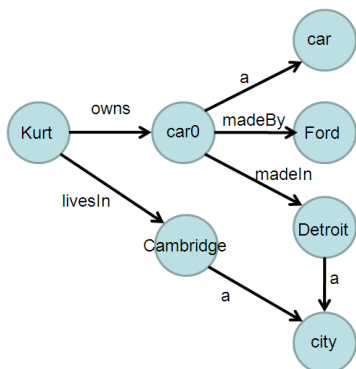 car
a
owns
madeBy
Kurt
car0
Ford
madeIn
livesIn
Detroit
Cambridge
a
a
city